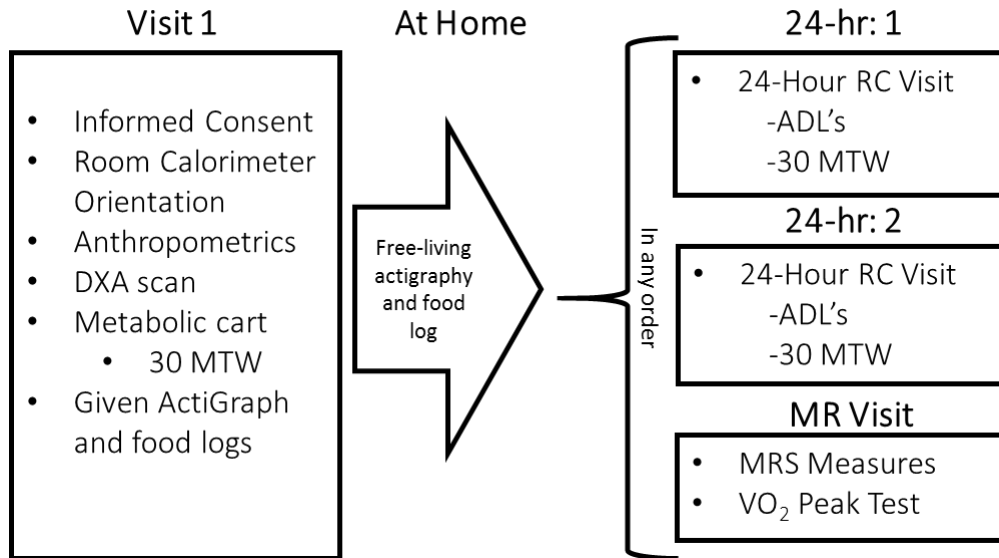 Visit 1
• Informed Consent
• Room Calorimeter
Orientation
• Anthropometrics
• DXA scan
• Metabolic cart
• 30 MTW
• Given ActiGraph
and food logs
At Home
Free-living
actigraphy
and food
log
In any order
24-hr: 1
• 24-Hour RC Visit
-ADL’s
-30 MTW
24-hr: 2
• 24-Hour RC Visit
-ADL’s
-30 MTW
MR Visit
• MRS Measures
• VO₂ Peak Test